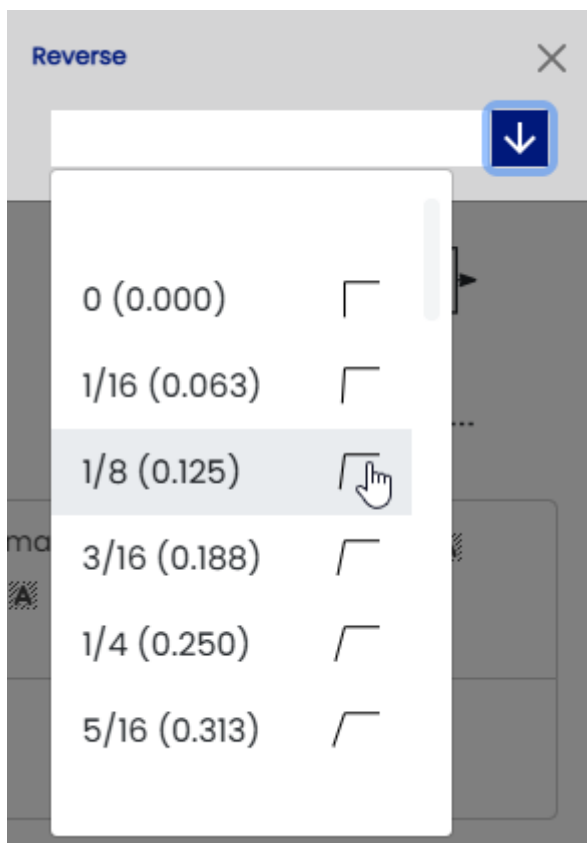 Reverse
0 (0.000)
1/16 (0.063)
1/8 (0.125)
ma
3/16 (0.188)
A
1/4 (0.250)
5/16 (0.313)